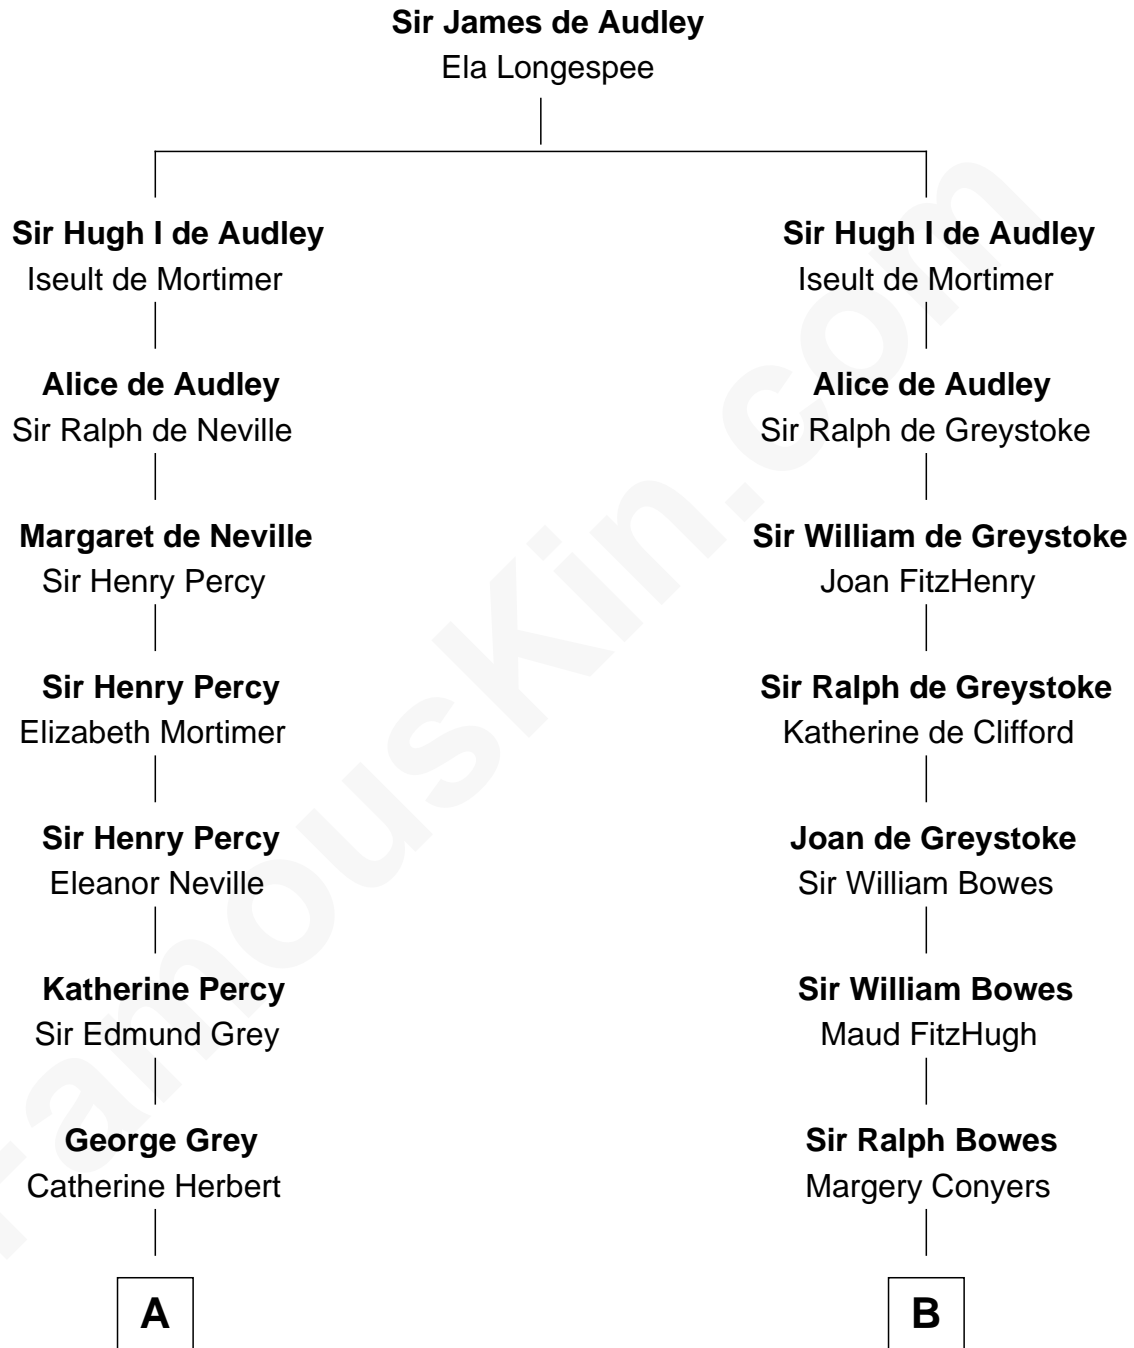 Sir James de Audley
Ela Longespee
Sir Hugh I de Audley
Iseult de Mortimer
Alice de Audley
Sir Ralph de Neville
Margaret de Neville
Sir Henry Percy
Sir Henry Percy
Elizabeth Mortimer
Sir Henry Percy
Eleanor Neville
Katherine Percy
Sir Edmund Grey
George Grey
Catherine Herbert
A
Sir Hugh I de Audley
Iseult de Mortimer
Alice de Audley
Sir Ralph de Greystoke
Sir William de Greystoke
Joan FitzHenry
Sir Ralph de Greystoke
Katherine de Clifford
Joan de Greystoke
Sir William Bowes
Sir William Bowes
Maud FitzHugh
Sir Ralph Bowes
Margery Conyers
B
FamousKin.com